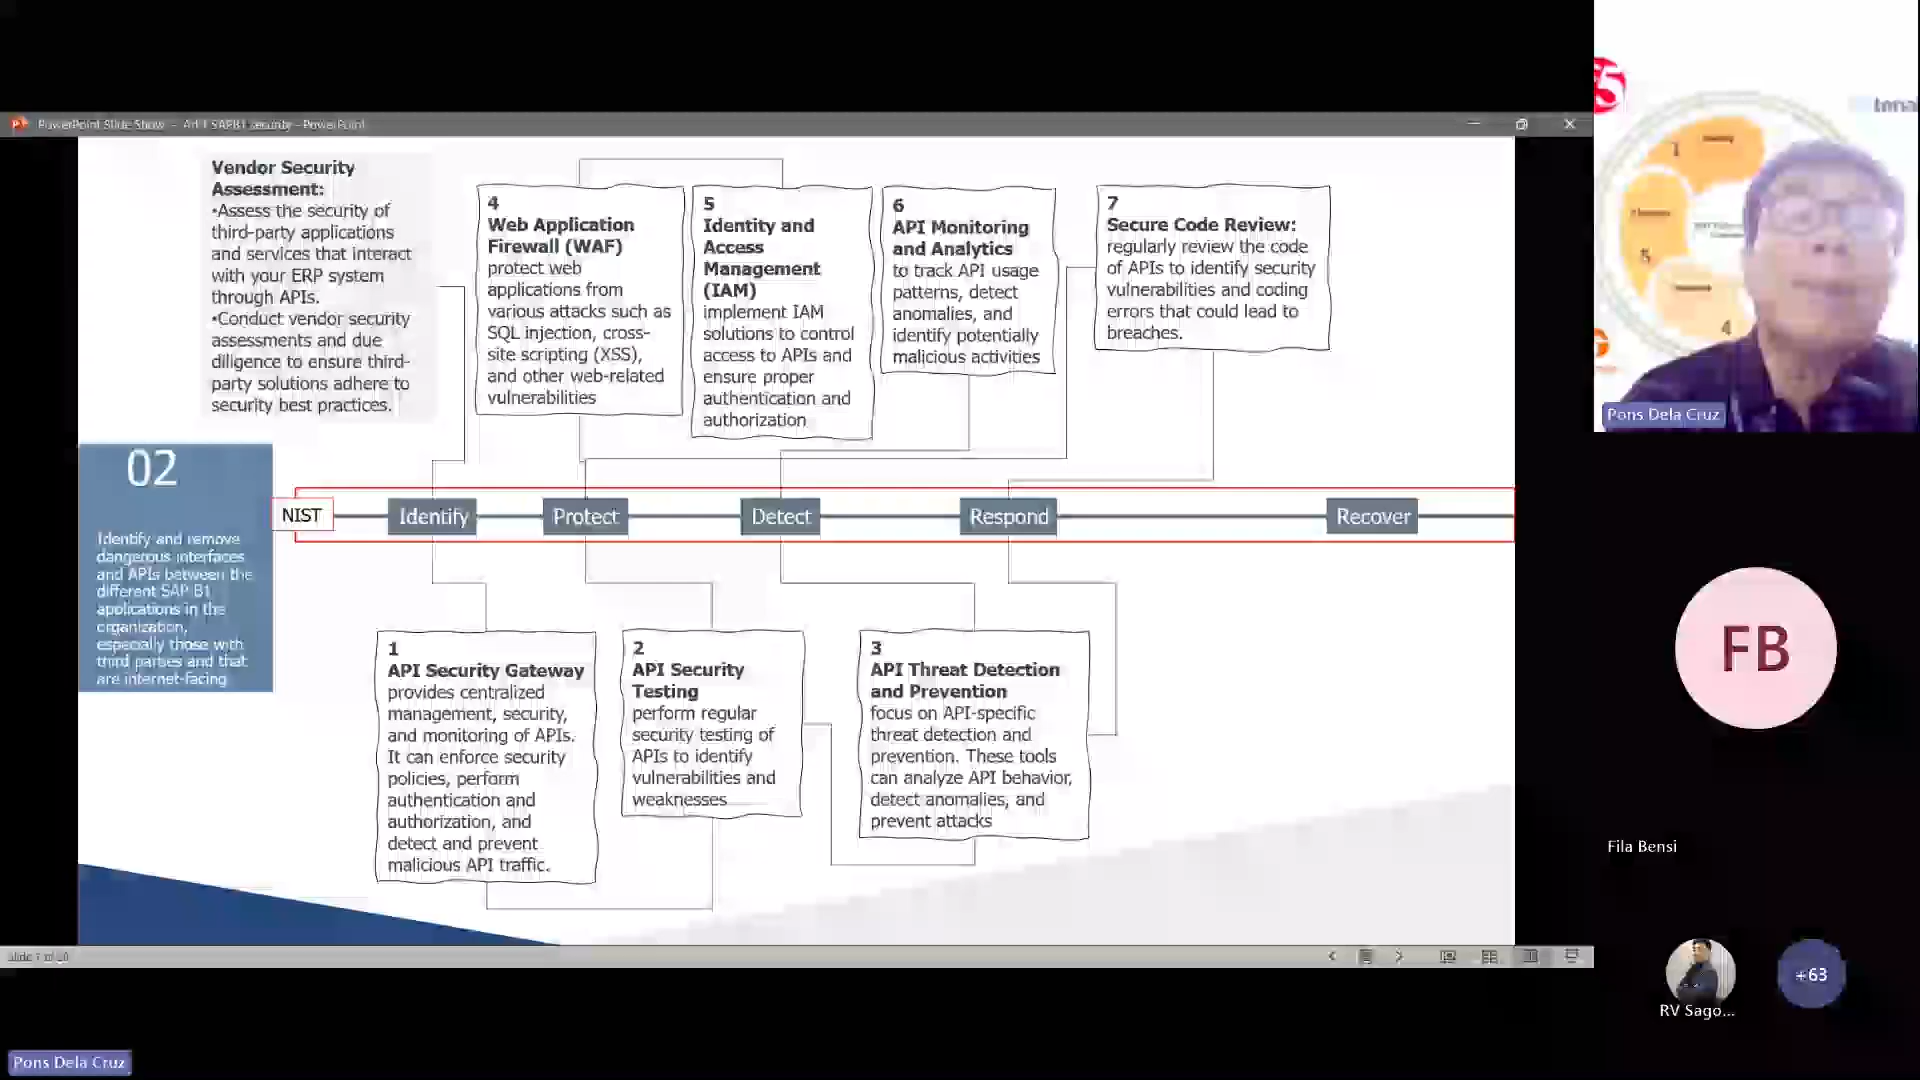 PowerPoint Slide Show - Art 1 SAPB1 security - PowerPoint
Vendor Security
Assessment:
•Assess the security of
third-party applications
and services that interact
with your ERP system
through APIs.
•Conduct vendor security
assessments and due
diligence to ensure third-
party solutions adhere to
security best practices.
4
Web Application
Firewall (WAF)
protect web
applications from
various attacks such as
SQL injection, cross-
site scripting (XSS),
and other web-related
vulnerabilities
5
Identity and
Access
Management
(IAM)
implement IAM
solutions to control
access to APIs and
ensure proper
authentication and
authorization
6
API Monitoring
and Analytics
to track API usage
patterns, detect
anomalies, and
identify potentially
malicious activities
7
Secure Code Review:
regularly review the code
of APIs to identify security
vulnerabilities and coding
errors that could lead to
breaches.
02
Identify and remove
dangerous interfaces
and APIs between the
different SAP B1
applications in the
organization,
especially those with
third parties and that
are internet-facing
NIST
Identify
Protect
Detect
Respond
Recover
1
API Security Gateway
provides centralized
management, security,
and monitoring of APIs.
It can enforce security
policies, perform
authentication and
authorization, and
detect and prevent
malicious API traffic.
2
API Security
Testing
perform regular
security testing of
APIs to identify
vulnerabilities and
weaknesses
3
API Threat Detection
and Prevention
focus on API-specific
threat detection and
prevention. These tools
can analyze API behavior,
detect anomalies, and
prevent attacks
1
5
4
Pons Dela Cruz
FB
Fila Bensi
RV Sago...
+63
Pons Dela Cruz